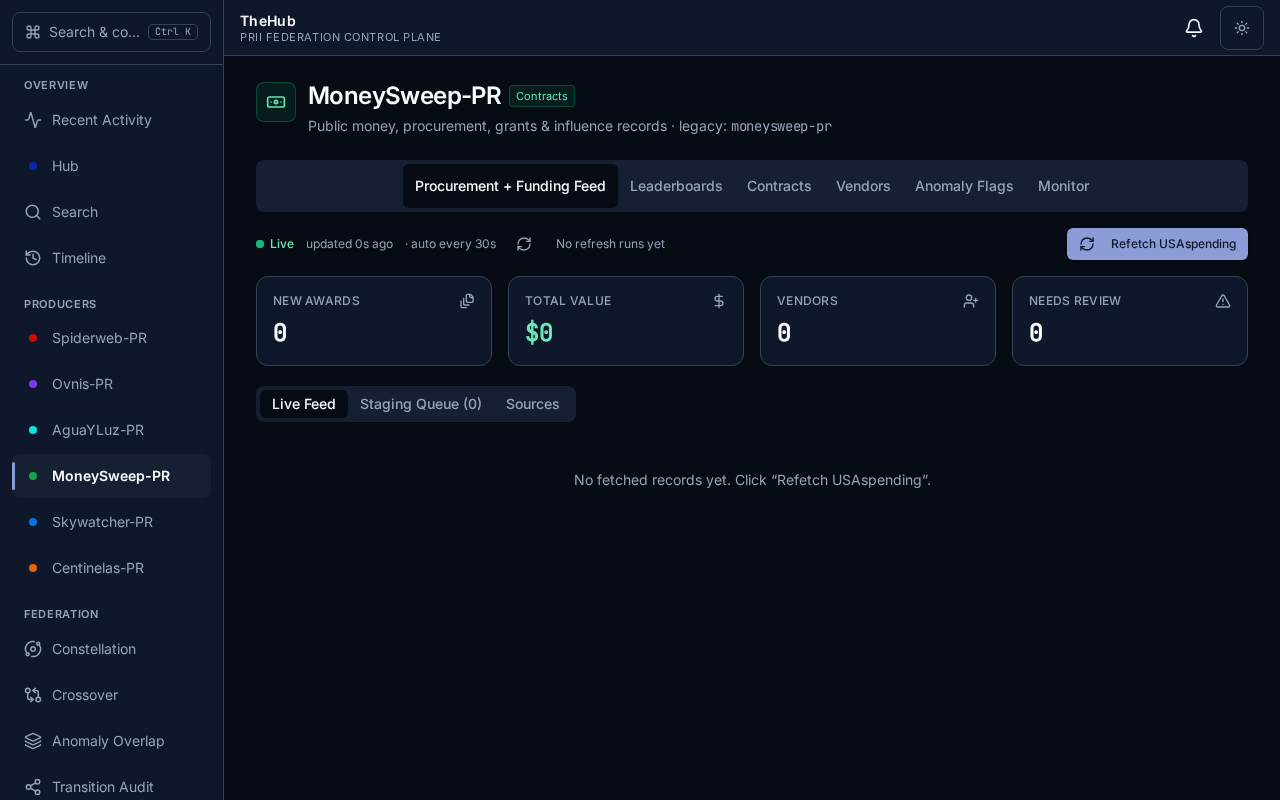 Search & co... Ctrl K
TheHub
PRII FEDERATION CONTROL PLANE
OVERVIEW
Recent Activity
Hub
Search
Timeline
PRODUCERS
Spiderweb-PR
Ovnis-PR
AguaYLuz-PR
MoneySweep-PR
Skywatcher-PR
Centinelas-PR
FEDERATION
Constellation
Crossover
Anomaly Overlap
Transition Audit
MoneySweep-PR Contracts
Public money, procurement, grants & influence records · legacy: moneysweep-pr
Procurement + Funding Feed Leaderboards Contracts Vendors Anomaly Flags Monitor
Live updated 0s ago · auto every 30s No refresh runs yet Refetch USAspending
NEW AWARDS
0
TOTAL VALUE
$0
VENDORS
0
NEEDS REVIEW
0
Live Feed Staging Queue (0) Sources
No fetched records yet. Click “Refetch USAspending”.